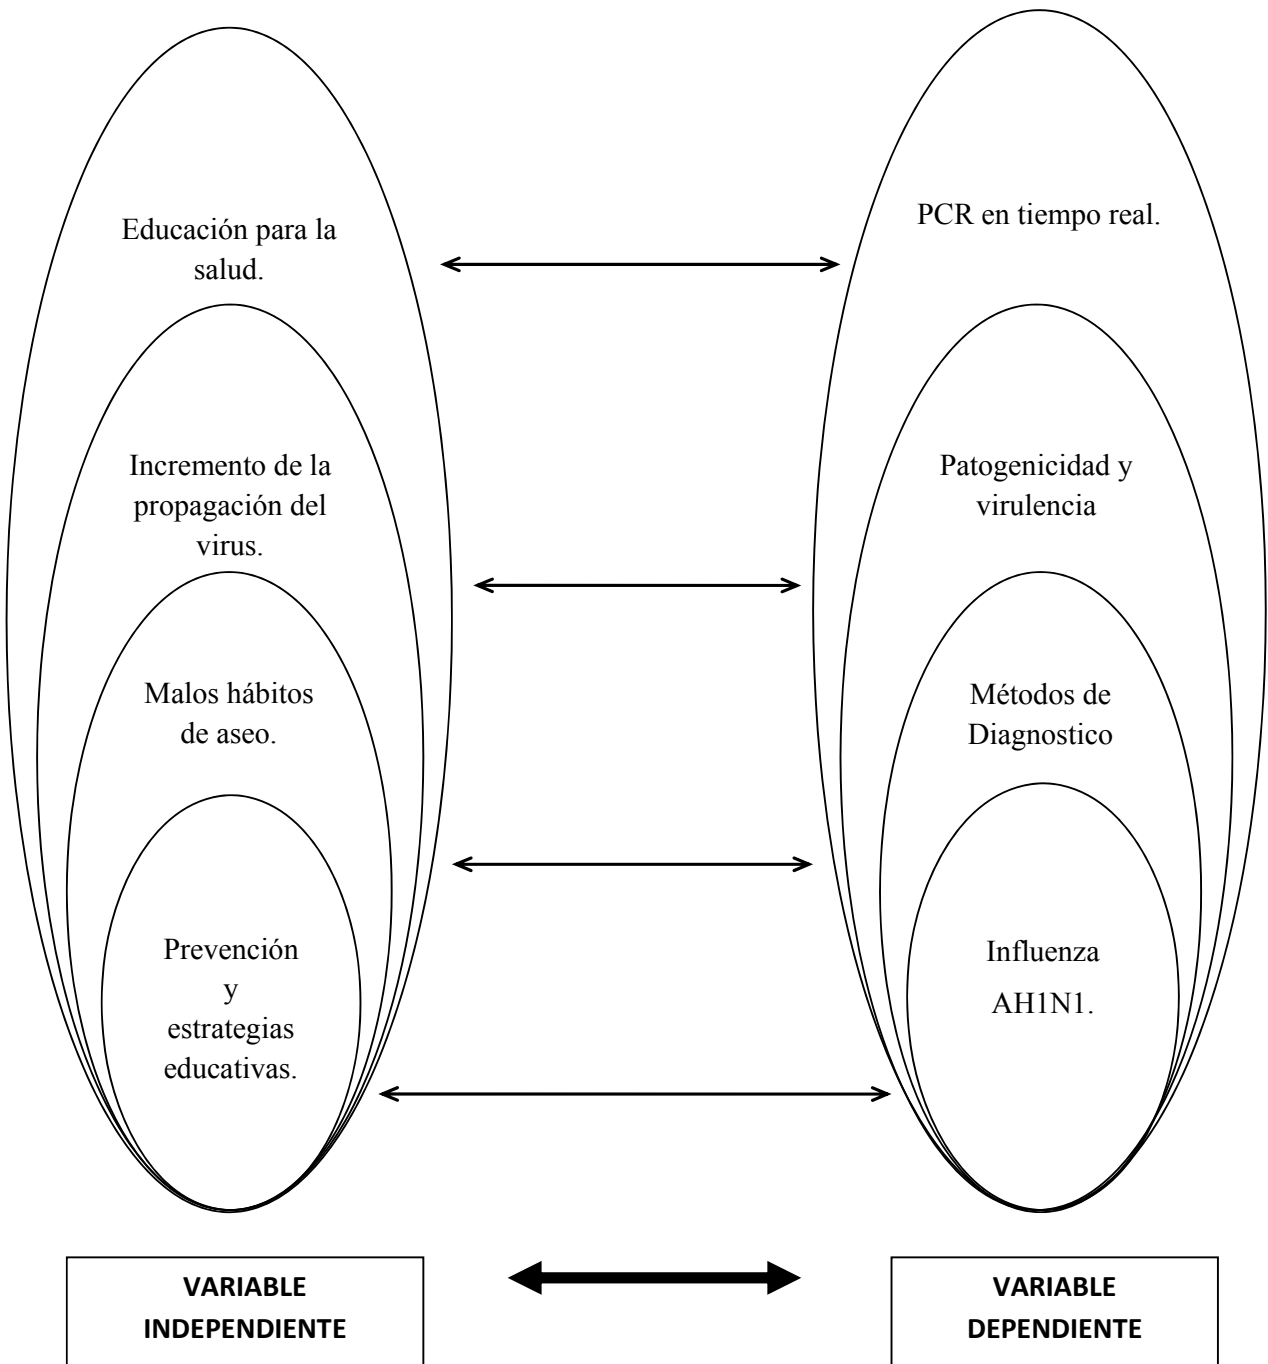 Educación para la
salud.
Incremento de la
propagación del
virus.
Malos hábitos
de aseo.
Prevención
y
estrategias
educativas.
PCR en tiempo real.
Patogenicidad y
virulencia
Métodos de
Diagnostico
Influenza
AH1N1.
VARIABLE
INDEPENDIENTE
VARIABLE
DEPENDIENTE